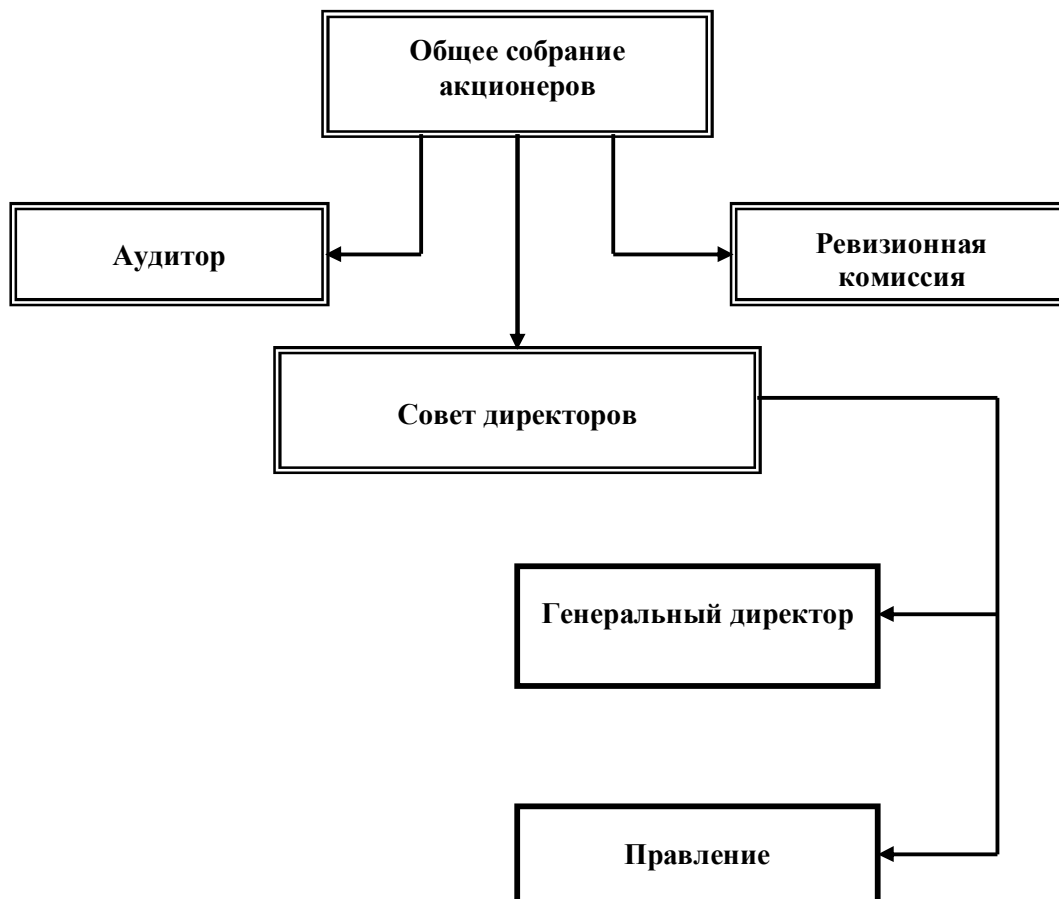 Общее собрание
акционеров
Аудитор
Ревизионная
комиссия
Совет директоров
Генеральный директор
Правление